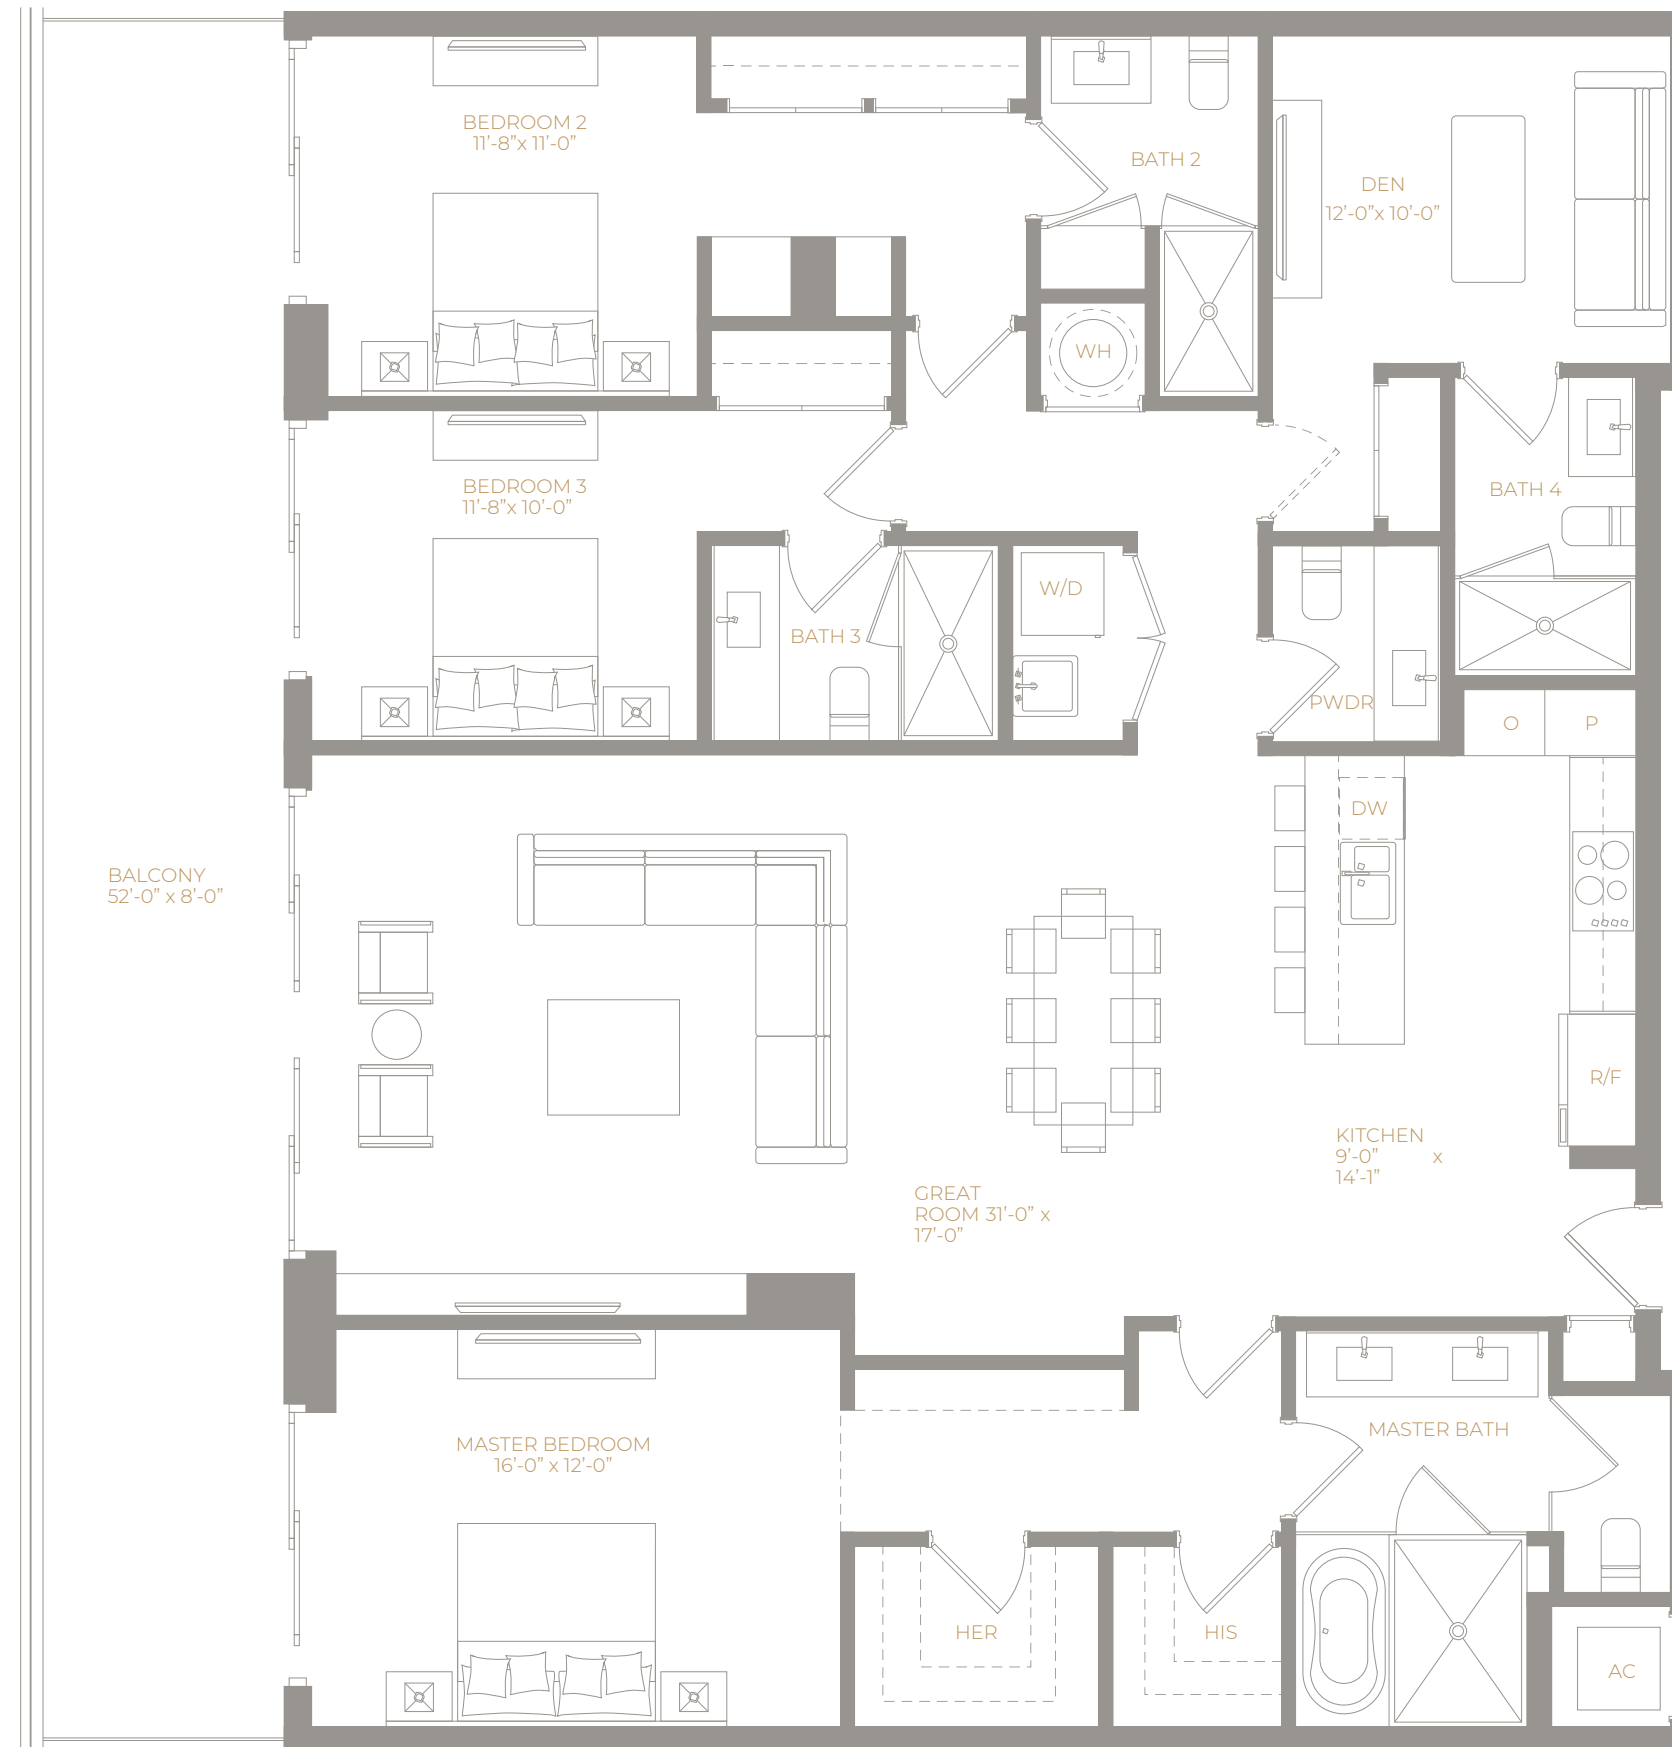 BEDROOM 2
11'-8”x 11’-0”
BATH 2
DEN
12’-0”x 10’-0”
WH
BEDROOM 3
11’-8”x 10’-0”
BATH 4
W/D
BATH 3
PWDR
O
P
DW
BALCONY
52’-0” x 8’-0”
R/F
KITCHEN
9’-0” x
14’-1”
GREAT
ROOM 31’-0” x
17’-0”
MASTER BATH
MASTER BEDROOM
16’-0” x 12’-0”
HER
HIS
AC